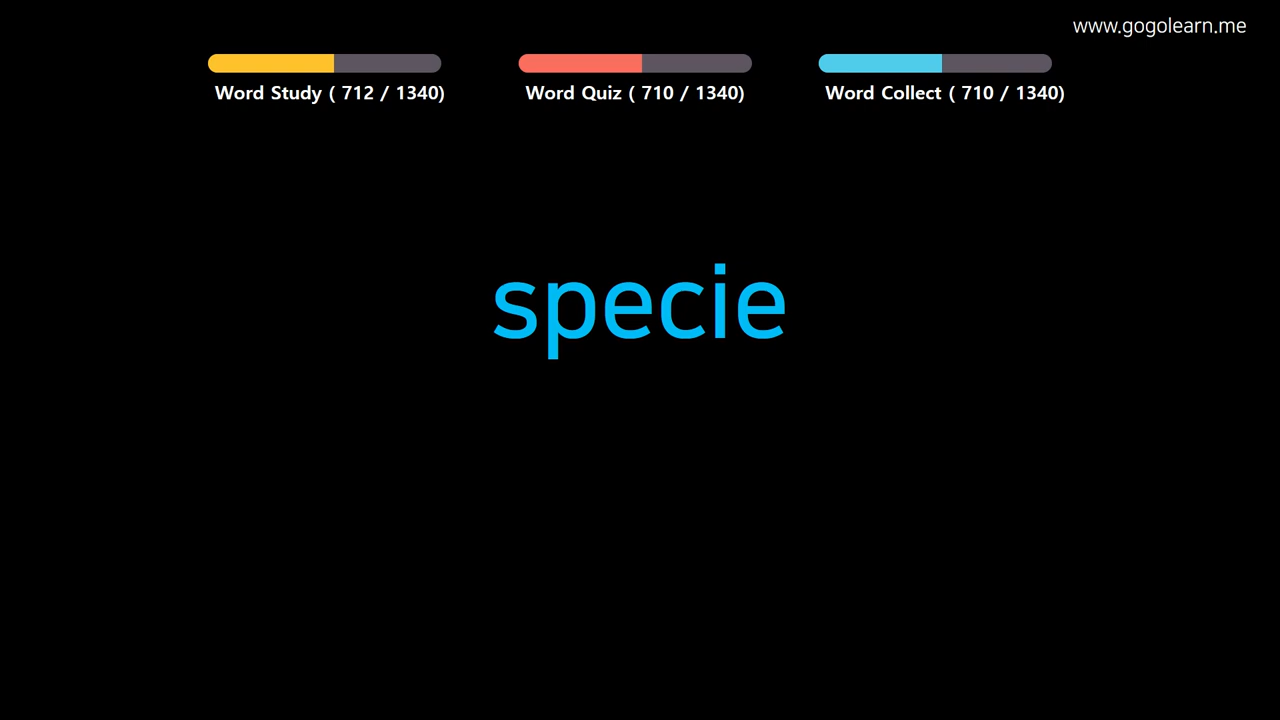 www.gogolearn.me
Word Study ( 712 / 1340)
Word Quiz ( 710 / 1340)
Word Collect ( 710 / 1340)
specie